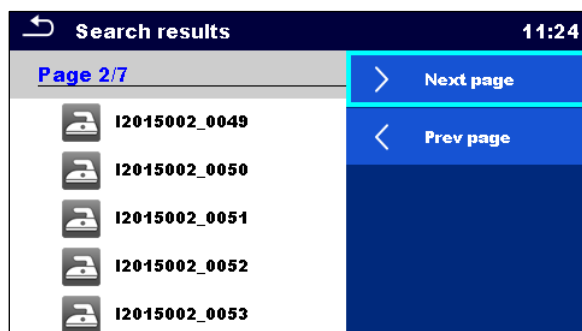 Search results 11:24
Page 2/7
Next page
Prev page
I2015002_0049
I2015002_0050
I2015002_0051
I2015002_0052
I2015002_0053